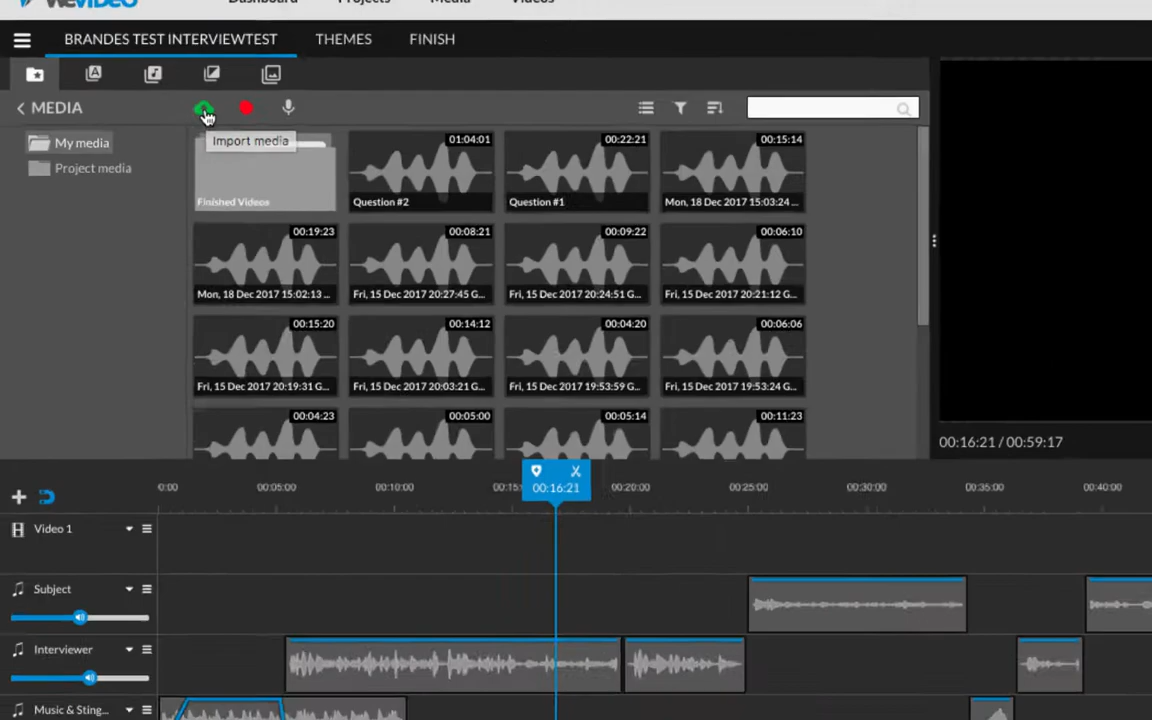 WEVIDEO
Dashboard Projects Media Videos
BRANDES TEST INTERVIEWTEST THEMES FINISH
MEDIA
Import media
My media
Project media
Finished Videos
01:04:01
Question #2
00:22:21
Question #1
00:15:14
Mon, 18 Dec 2017 15:03:24 ...
00:19:23
Mon, 18 Dec 2017 15:02:13 ...
00:08:21
Fri, 15 Dec 2017 20:27:45 G...
00:09:22
Fri, 15 Dec 2017 20:24:51 G...
00:06:10
Fri, 15 Dec 2017 20:21:12 G...
00:15:20
Fri, 15 Dec 2017 20:19:31 G...
00:14:12
Fri, 15 Dec 2017 20:03:21 G...
00:04:20
Fri, 15 Dec 2017 19:53:59 G...
00:06:06
Fri, 15 Dec 2017 19:53:24 G...
00:04:23
00:05:00
00:05:14
00:11:23
00:16:21 / 00:59:17
0:00 00:05:00 00:10:00 00:15: 00:16:21 00:20:00 00:25:00 00:30:00 00:35:00 00:40:00
Video 1
Subject
Interviewer
Music & Sting...